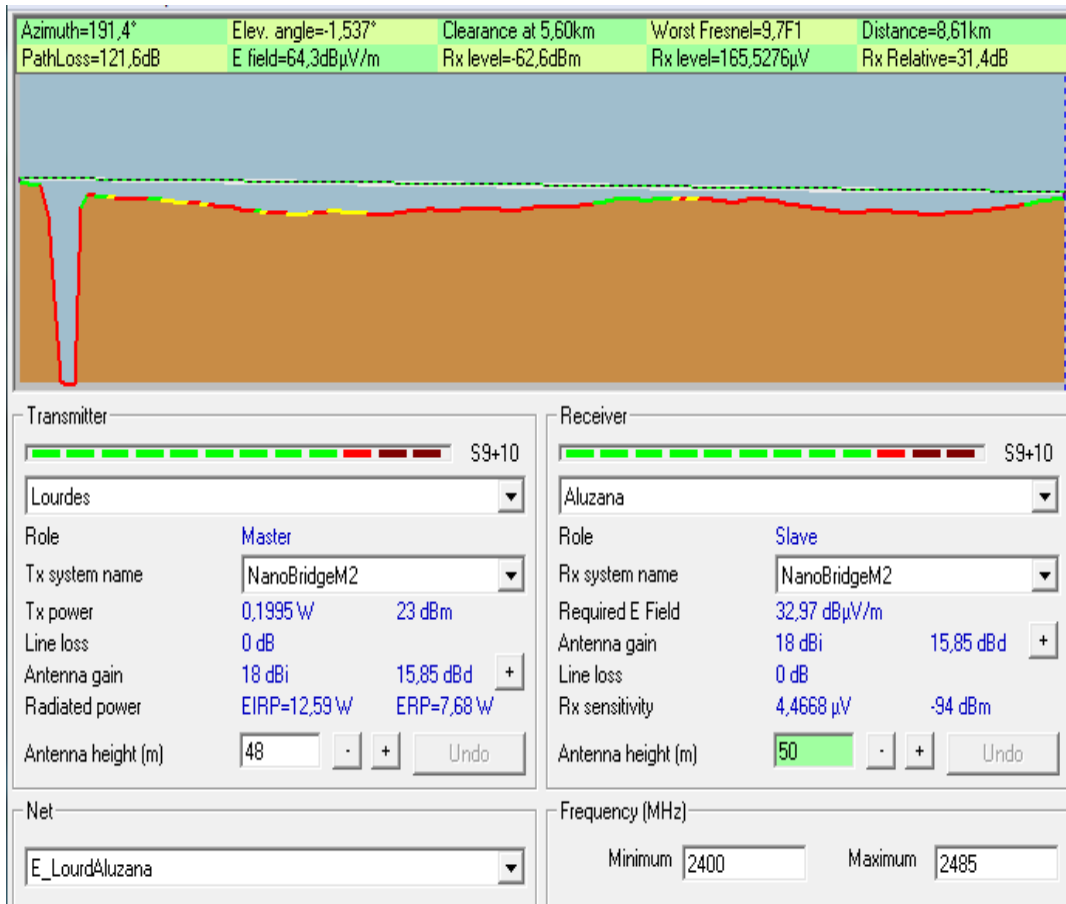 Azimuth=191,4° Elev. angle=-1,537° Clearance at 5,60km Worst Fresnel=9,7F1 Distance=8,61km
PathLoss=121,6dB E field=64,3dBµV/m Rx level=-62,6dBm Rx level=165,5276µV Rx Relative=31,4dB
Transmitter
S9+10
Lourdes
Role Master
Tx system name NanoBridgeM2
Tx power 0,1995 W 23 dBm
Line loss 0 dB
Antenna gain 18 dBi 15,85 dBd +
Radiated power EIRP=12,59 W ERP=7,68 W
Antenna height (m) 48 - + Undo
Receiver
S9+10
Aluzana
Role Slave
Rx system name NanoBridgeM2
Required E Field 32,97 dBµV/m
Antenna gain 18 dBi 15,85 dBd +
Line loss 0 dB
Rx sensitivity 4,4668 µV -94 dBm
Antenna height (m) 50 - + Undo
Net
E_LourdAluzana
Frequency (MHz)
Minimum 2400 Maximum 2485